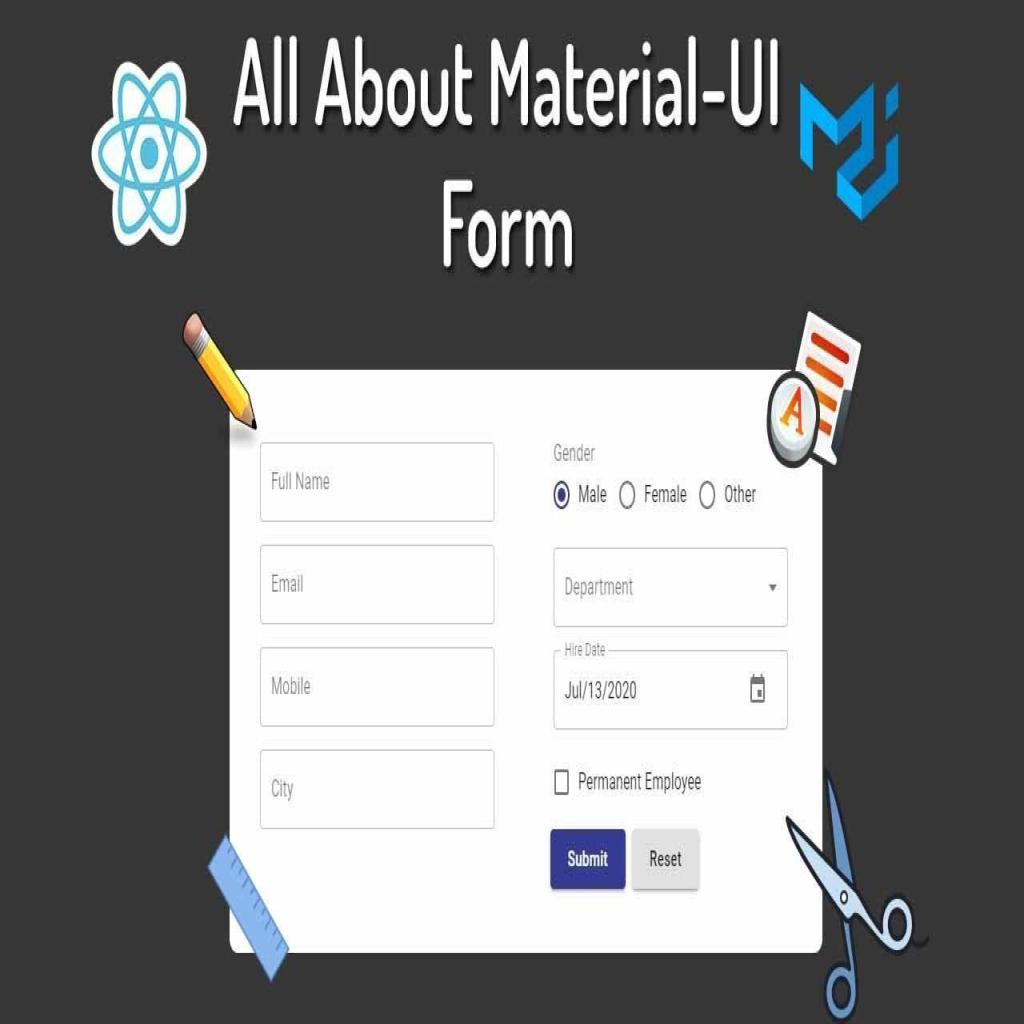 All About Material-UI
Form
A
Full Name
Email
Mobile
City
Gender
Male Female Other
Department
Hire Date
Jul/13/2020
Permanent Employee
Submit Reset